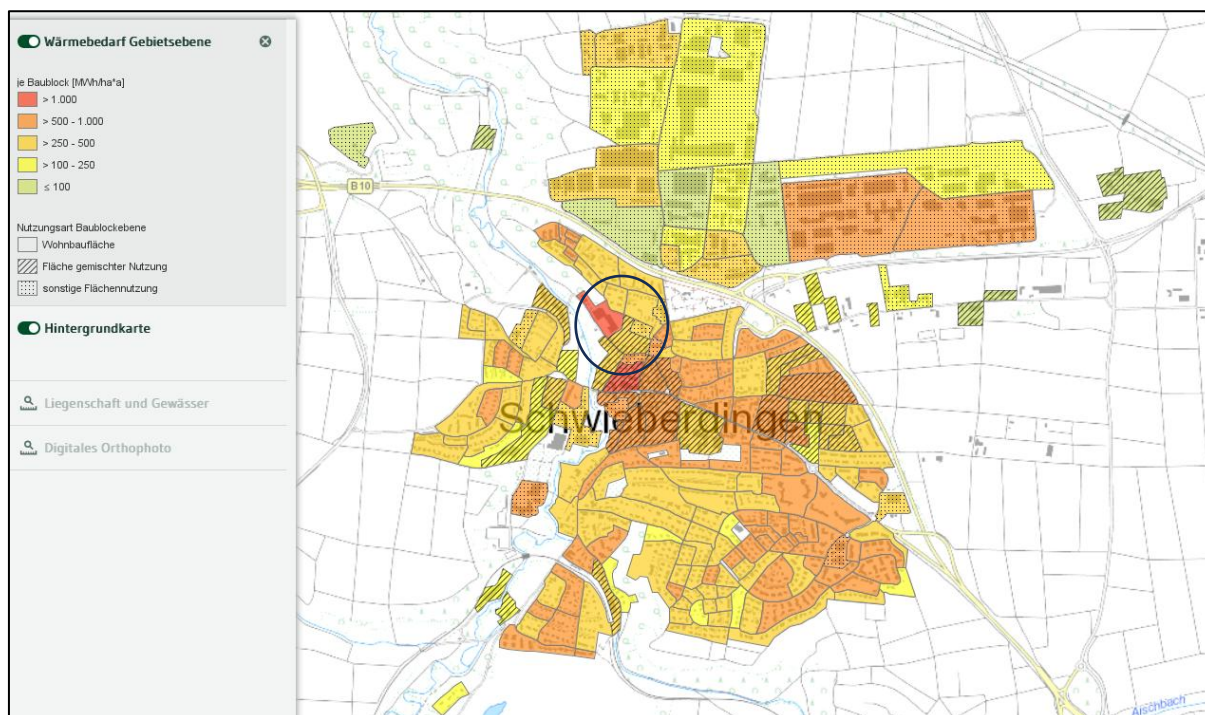 Wärmebedarf Gebietsebene
je Baublock [MWh/ha*a]
> 1.000
> 500 - 1.000
> 250 - 500
> 100 - 250
≤ 100
Nutzungsart Baublockebene
Wohnbaufläche
Fläche gemischter Nutzung
sonstige Flächennutzung
Hintergrundkarte
Liegenschaft und Gewässer
Digitales Orthophoto
B 10
Schwieberdingen
Aischbach